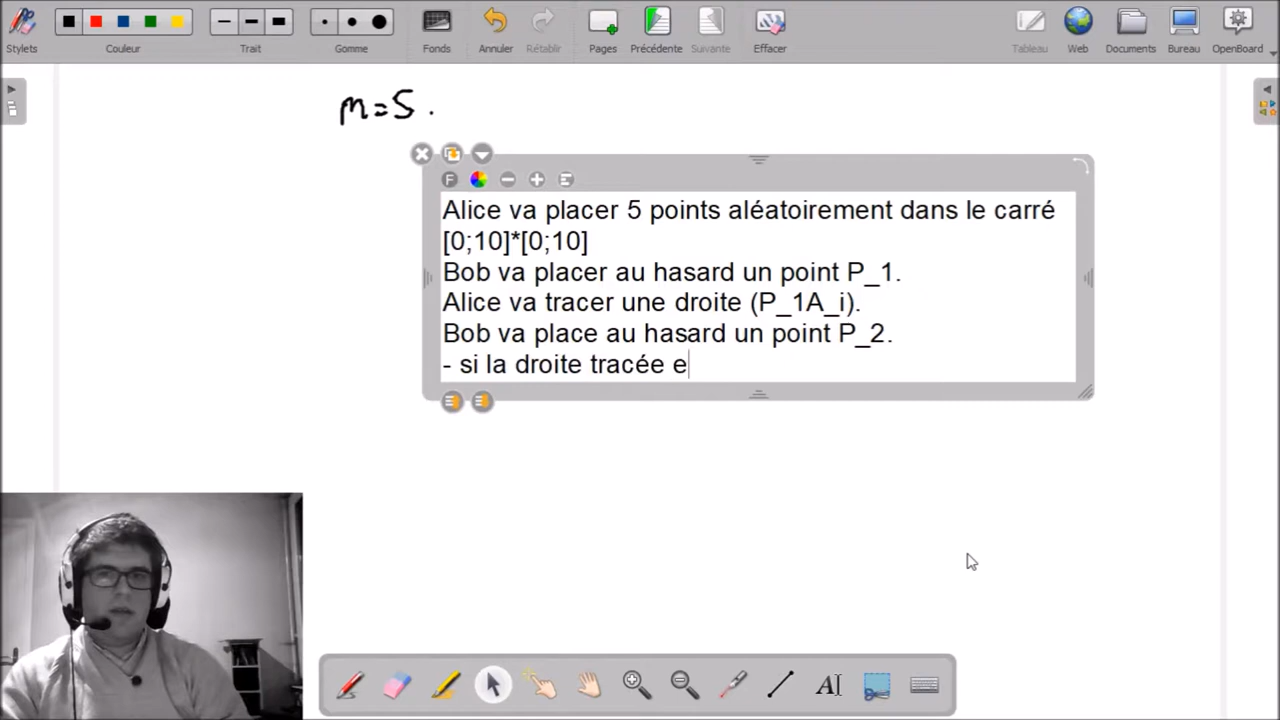 Stylets
Couleur
Trait
Gomme
Fonds
Annuler
Rétablir
Pages
Précédente
Suivante
Effacer
Tableau
Web
Documents
Bureau
OpenBoard
m=5.
F
Alice va placer 5 points aléatoirement dans le carré
[0;10]*[0;10]
Bob va placer au hasard un point P_1.
Alice va tracer une droite (P_1A_i).
Bob va place au hasard un point P_2.
- si la droite tracée e
AI